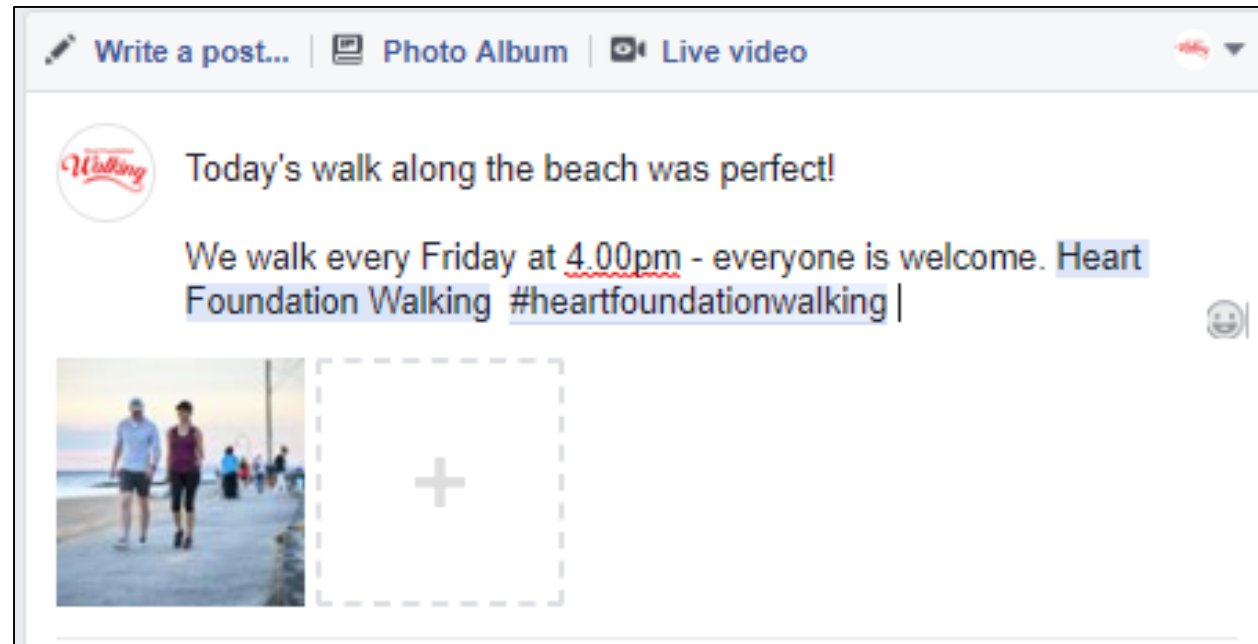 Write a post... Photo Album Live video
Walking
Today's walk along the beach was perfect!
We walk every Friday at 4.00pm - everyone is welcome. Heart
Foundation Walking #heartfoundationwalking